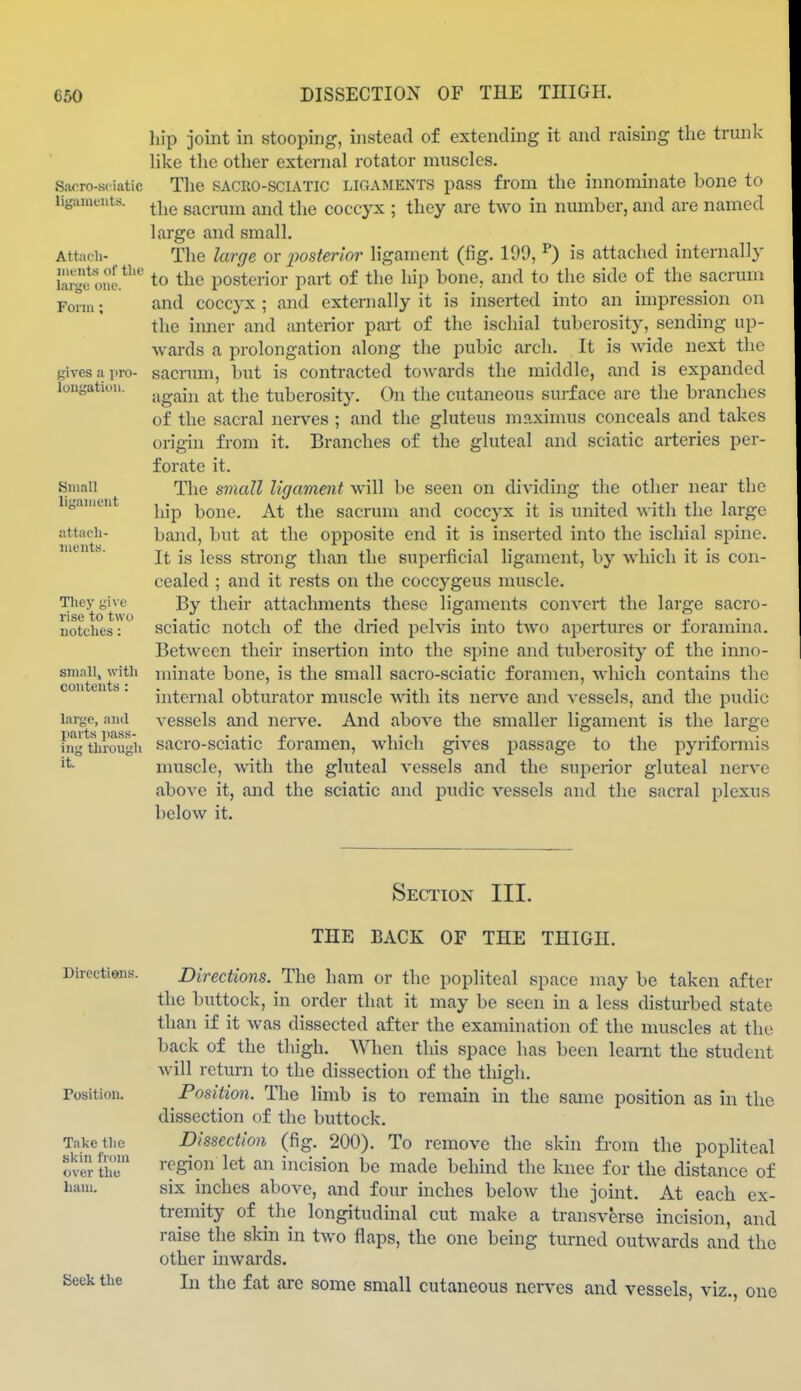 650 DISSECTION OF THE THIGH.
hip joint in stooping, instead of extending it and raising the trunk
like the other external rotator muscles.
Sacro-sciatic ligaments.
The SACRO-SCIATIC LIGAMENTS pass from the innominate bone to
the sacrum and the coccyx ; they are two in number, and are named
large and small.
Attach-
ments of the
large one.
The large or posterior ligament (fig. 199, P) is attached internally
to the posterior part of the hip bone, and to the side of the sacrum
Form ;
and coccyx ; and externally it is inserted into an impression on
the inner and anterior part of the ischial tuberosity, sending up-
wards a prolongation along the pubic arch. It is wide next the
gives a pro-
longation.
sacrum, but is contracted towards the middle, and is expanded
again at the tuberosity. On the cutaneous surface are the branches
of the sacral nerves ; and the gluteus maximus conceals and takes
origin from it. Branches of the gluteal and sciatic arteries per-
forate it.
Small
ligament
The small ligament will be seen on dividing the other near the
hip bone. At the sacrum and coccyx it is united with the large
attach-
ments.
band, but at the opposite end it is inserted into the ischial spine.
It is less strong than the superficial ligament, by which it is con-
cealed ; and it rests on the coccygeus muscle.
They give
rise to two
notches :
By their attachments these ligaments convert the large sacro-
sciatic notch of the dried pelvis into two apertures or foramina.
Between their insertion into the spine and tuberosity of the inno-
small, with
contents :
minate bone, is the small sacro-sciatic foramen, which contains the
internal obturator muscle with its nerve and vessels, and the pudic
large, and
parts pass-
ing through
it.
vessels and nerve. And above the smaller ligament is the large
sacro-sciatic foramen, which gives passage to the pyriformis
muscle, with the gluteal vessels and the superior gluteal nerve
above it, and the sciatic and pudic vessels and the sacral plexus
below it.
SECTION III.
THE BACK OF THE THIGH.
Directions.
Directions. The ham or the popliteal space may be taken after
the buttock, in order that it may be seen in a less disturbed state
than if it was dissected after the examination of the muscles at the
back of the thigh. When this space has been learnt the student
will return to the dissection of the thigh.
Position.
Position. The limb is to remain in the same position as in the
dissection of the buttock.
Take the
skin from
over the
ham.
Dissection (fig. 200). To remove the skin from the popliteal
region let an incision be made behind the knee for the distance of
six inches above, and four inches below the joint. At each ex-
tremity of the longitudinal cut make a transverse incision, and
raise the skin in two flaps, the one being turned outwards and the
other inwards.
Seek the
In the fat are some small cutaneous nerves and vessels, viz., one